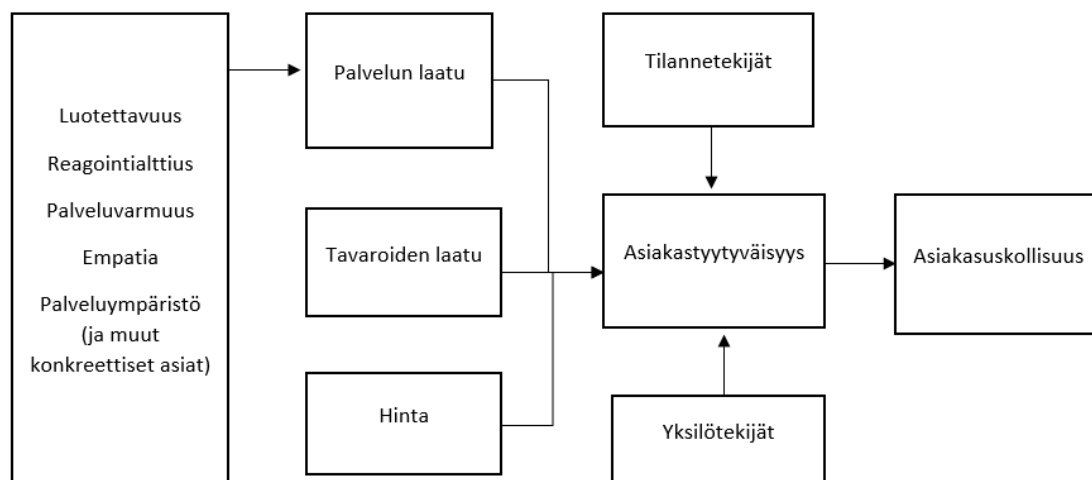 Luotettavuus
Reagointialttius
Palveluvarmuus
Empatia
Palveluympäristö
(ja muut
konkreettiset asiat)
Palvelun laatu
Tavaroiden laatu
Hinta
Tilannetekijät
Asiakastyytyväisyys
Yksilötekijät
Asiakasuskollisuus